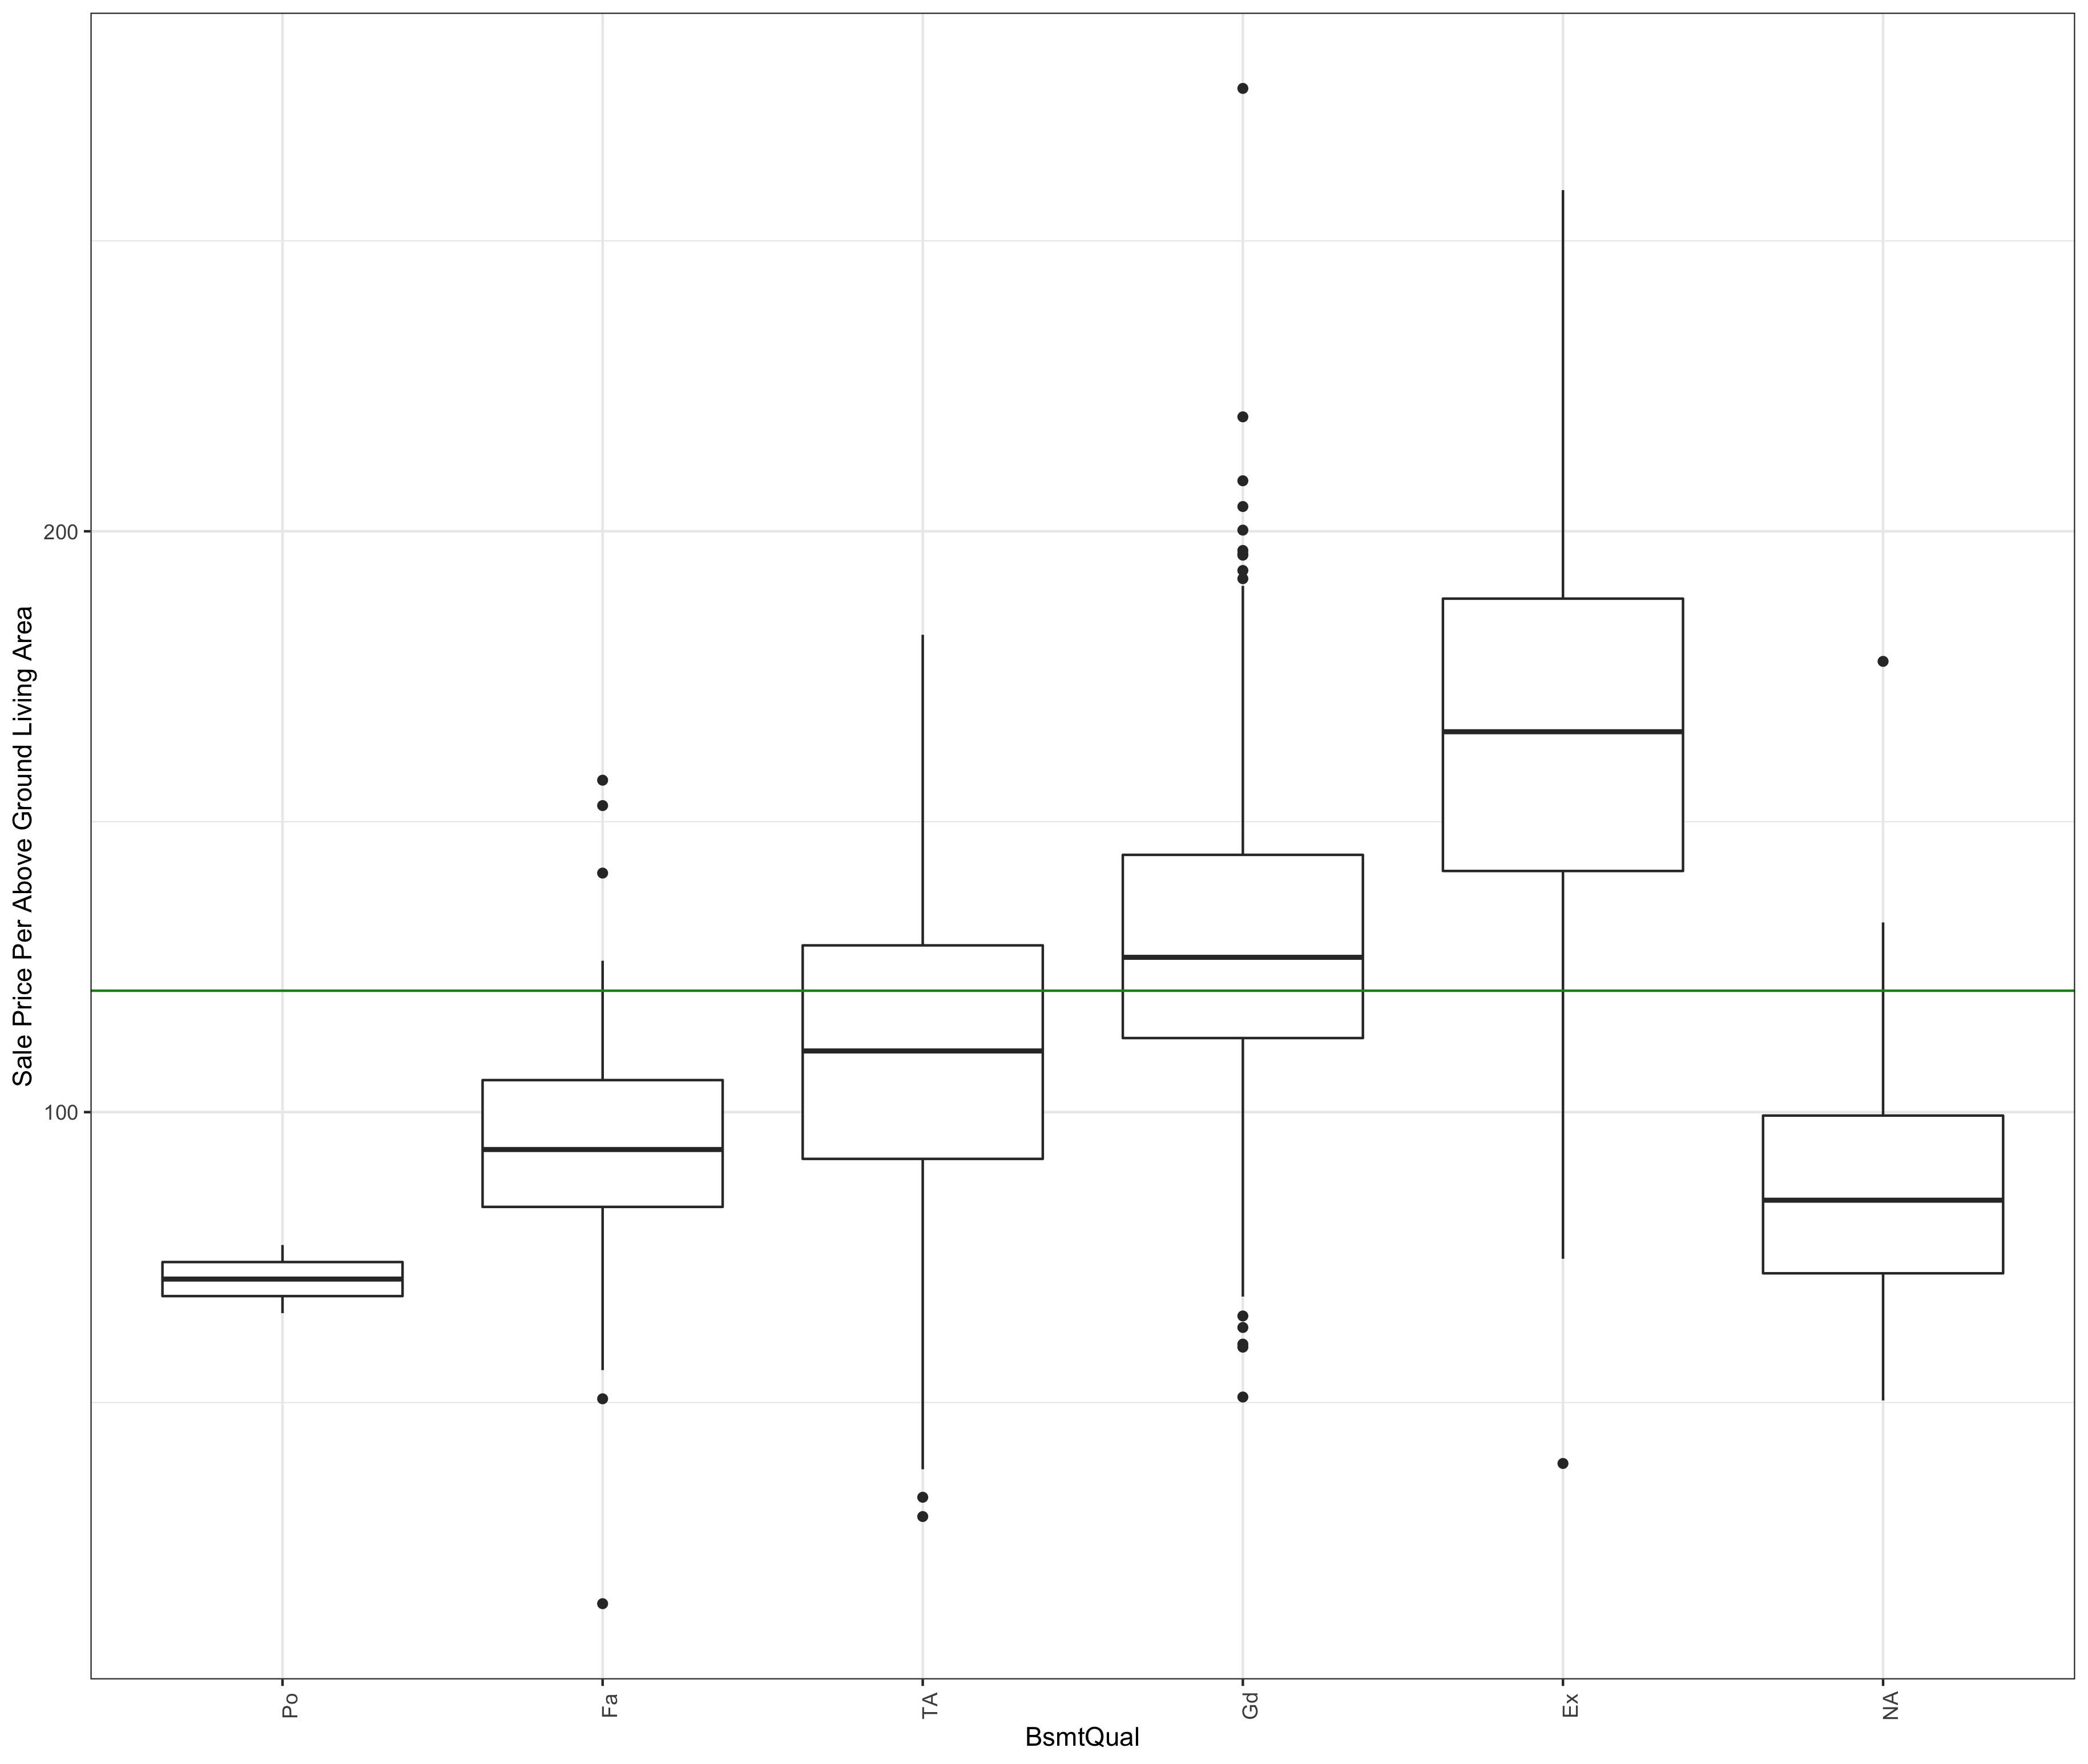 Sale Price Per Above Ground Living Area
200
100
Po
Fa
TA
Gd
Ex
NA
BsmtQual